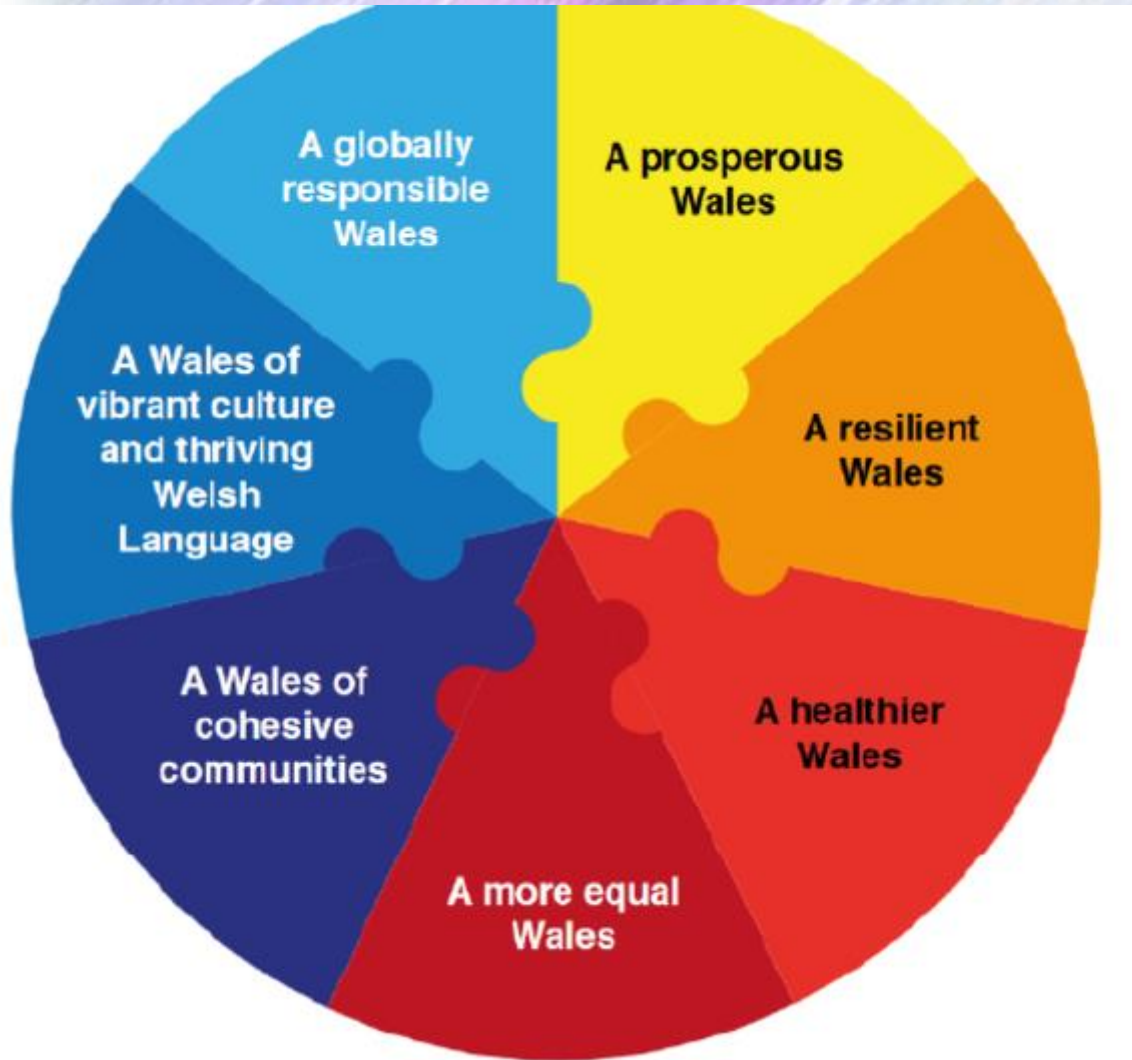 A prosperous
Wales
A resilient
Wales
A healthier
Wales
A more equal
Wales
A Wales of
cohesive
communities
A Wales of
vibrant culture
and thriving
Welsh
Language
A globally
responsible
Wales